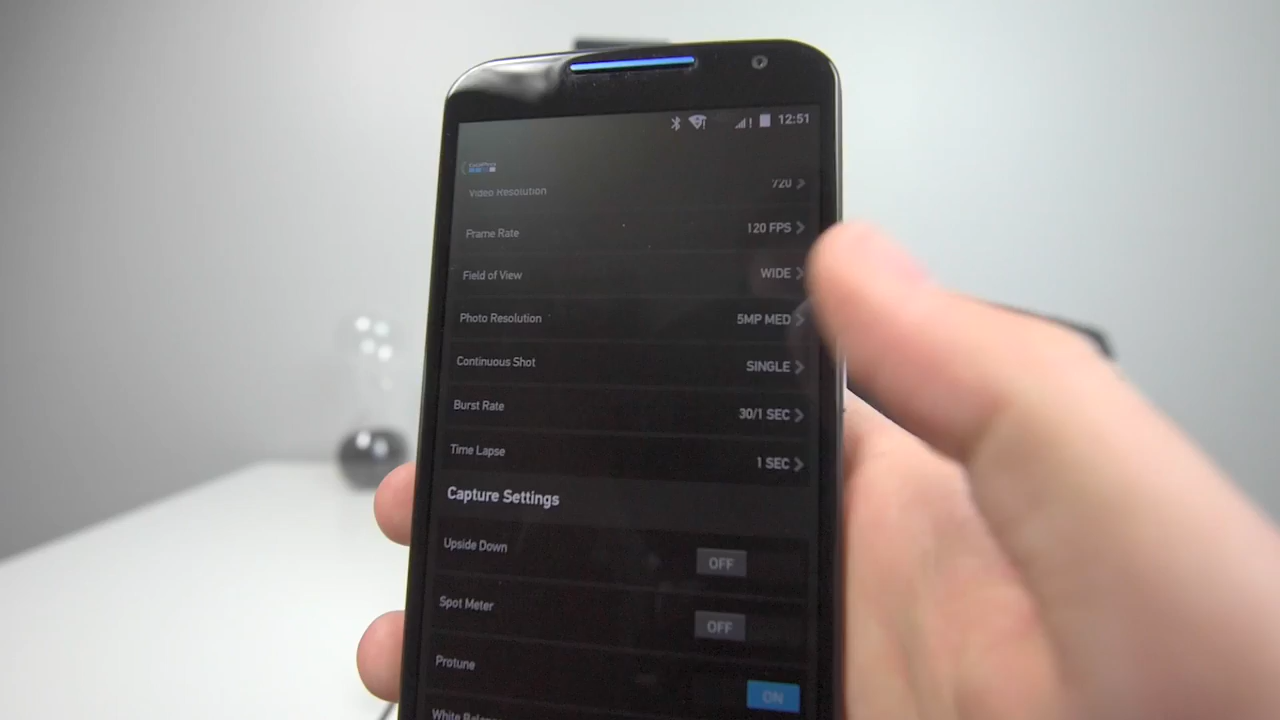 12:51
Video Resolution 720
Frame Rate 120 FPS
Field of View WIDE
Photo Resolution 5MP MED
Continuous Shot SINGLE
Burst Rate 30/1 SEC
Time Lapse 1 SEC
Capture Settings
Upside Down OFF
Spot Meter OFF
Protune ON
White